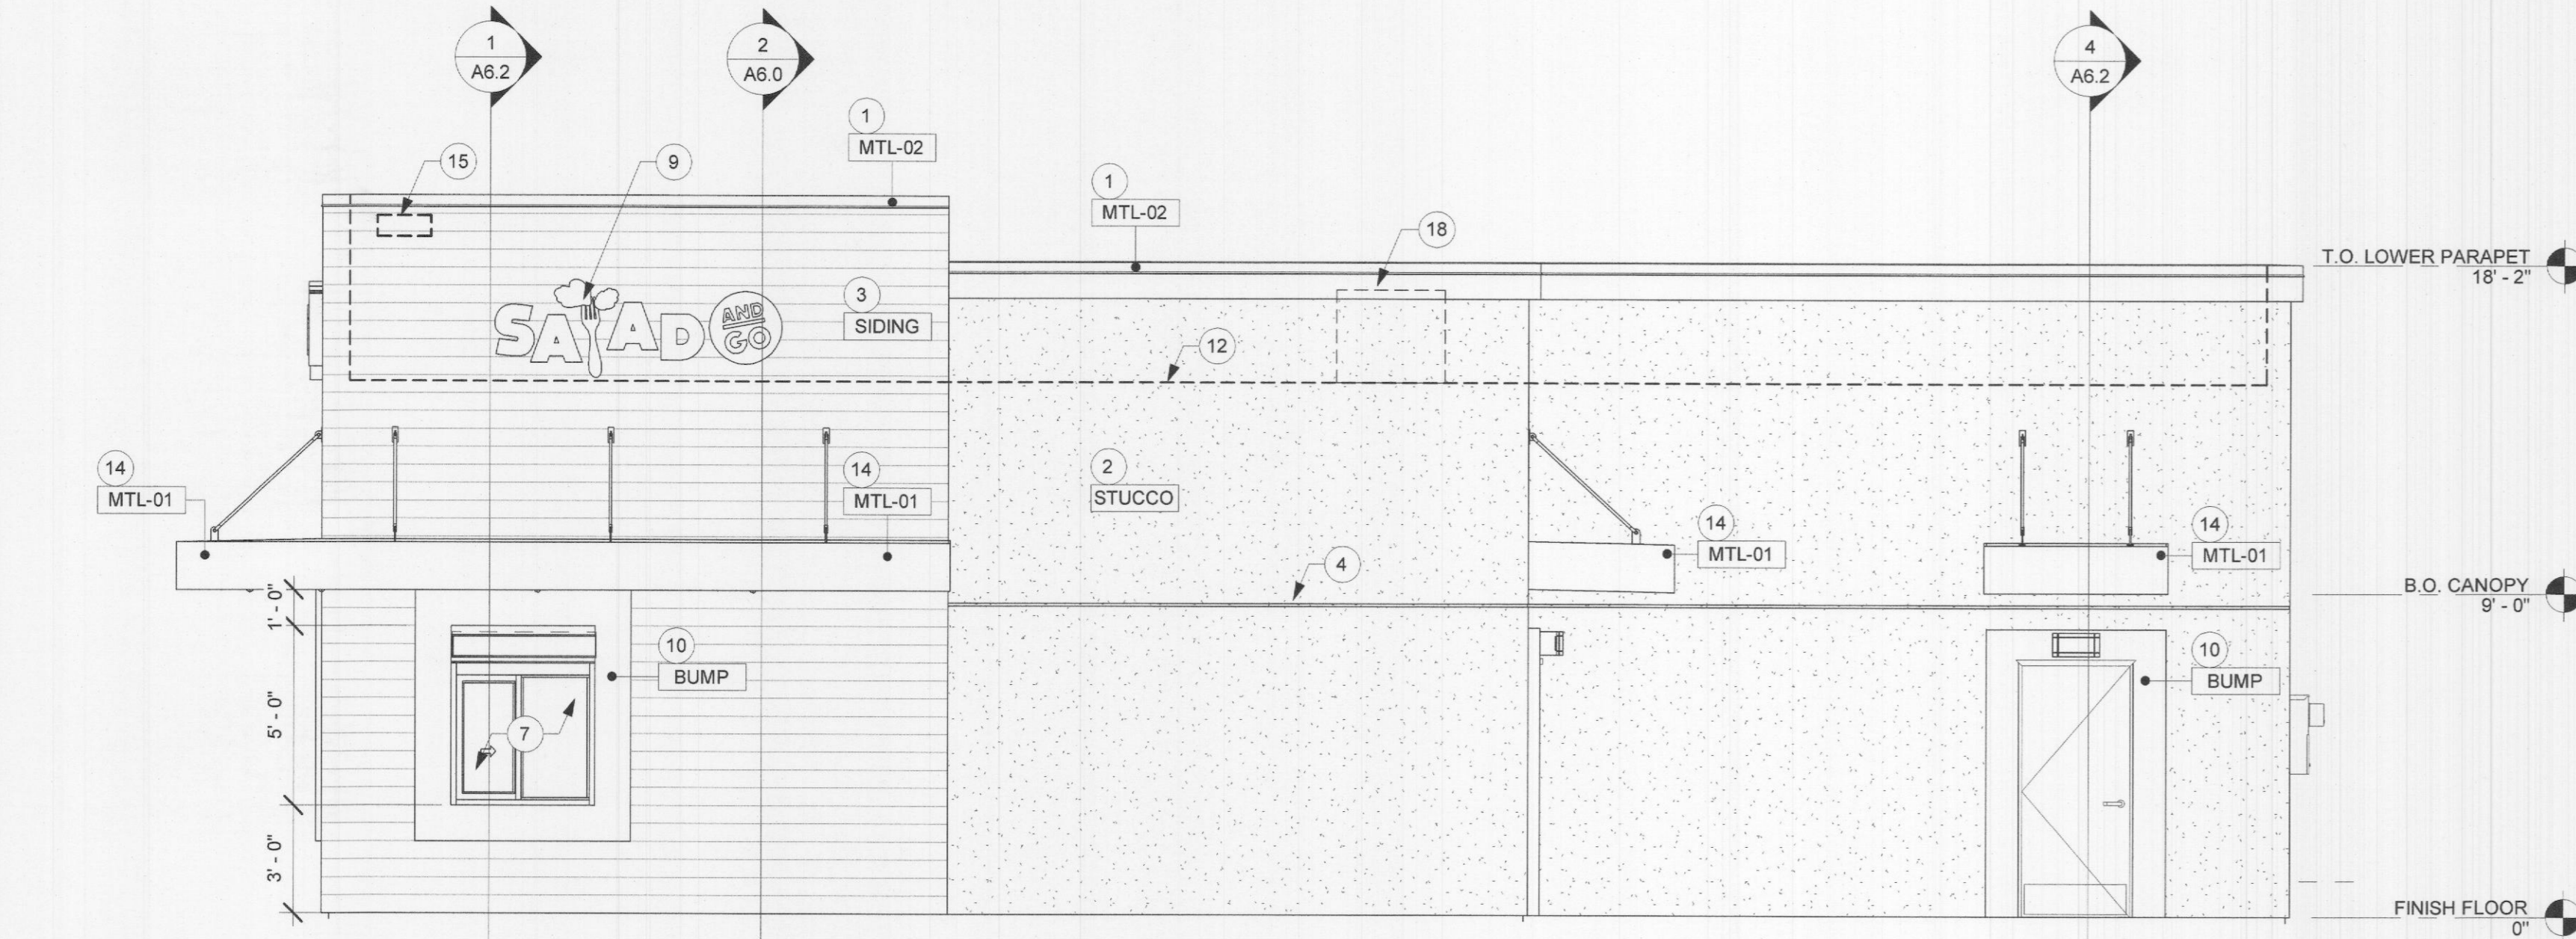 1
A6.2
2
A6.0
4
A6.2
1
MTL-02
15
9
1
MTL-02
18
T.O. LOWER PARAPET
18' - 2"
3
SIDING
SALAD AND GO
12
14
MTL-01
14
MTL-01
2
STUCCO
14
MTL-01
14
MTL-01
4
B.O. CANOPY
9' - 0"
1' - 0"
10
BUMP
10
BUMP
5' - 0"
7
3' - 0"
FINISH FLOOR
0"